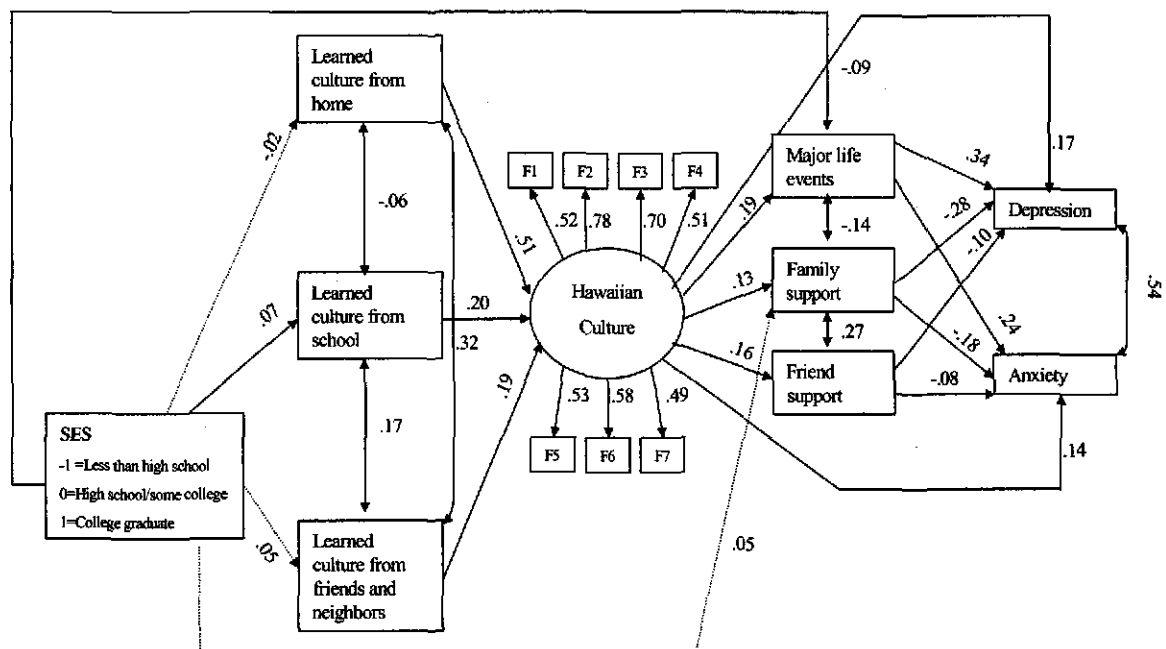 Learned
culture from
home
-.09
-.02
F1
F2
F3
F4
Major life
events
.34
.17
-.06
.52
.78
.70
.51
.19
-.28
Depression
.51
-.14
-.10
Learned
culture from
school
.07
.20
Hawaiian
Culture
.13
Family
support
.54
.32
.27
.24
-.18
.16
Friend
support
-.08
Anxiety
.19
.53
.58
.49
.17
F5
F6
F7
.14
SES
-1 =Less than high school
0=High school/some college
1=College graduate
.05
.05
Learned
culture from
friends and
neighbors